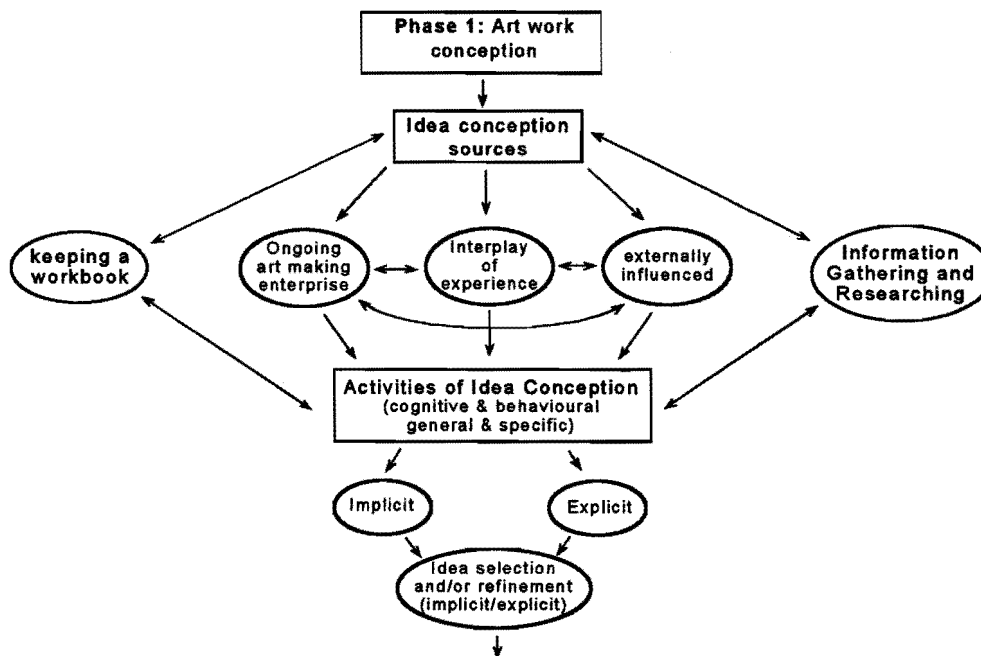 Phase 1: Art work
conception
Idea conception
sources
keeping a
workbook
Ongoing
art making
enterprise
Interplay
of
experience
externally
influenced
Information
Gathering and
Researching
Activities of Idea Conception
(cognitive & behavioural
general & specific)
Implicit
Explicit
Idea selection
and/or refinement
(implicit/explicit)